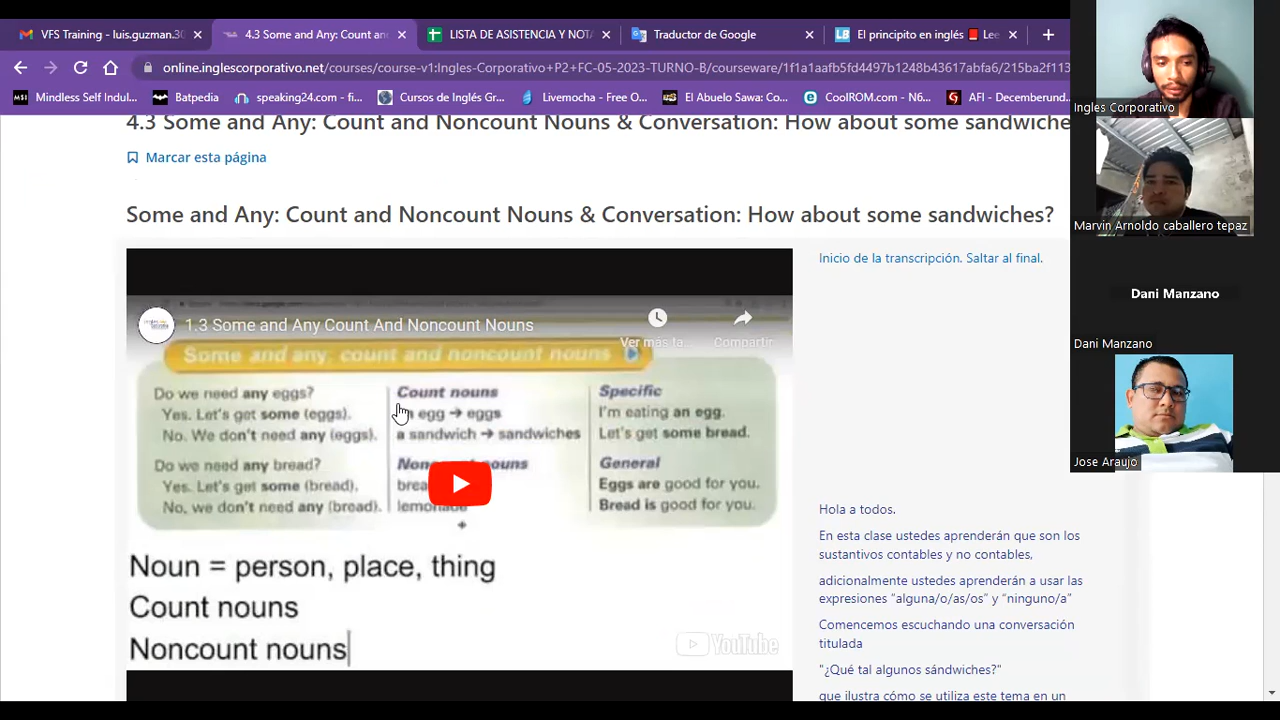 VFS Training - luis.guzman.30
4.3 Some and Any: Count an
LISTA DE ASISTENCIA Y NOTA
Traductor de Google
El principito en inglés 📕 Lee
online.inglescorporativo.net/courses/course-v1:Ingles-Corporativo+P2+FC-05-2023-TURNO-B/courseware/1f1a1aafb5fd4497b1248b43617abfa6/215ba2f113
Mindless Self Indul...
Batpedia
speaking24.com - fi...
Cursos de Inglés Gr...
Livemocha - Free O...
El Abuelo Sawa: Co...
CoolROM.com - N6...
AFI - Decemberund...
4.3 Some and Any: Count and Noncount Nouns & Conversation: How about some sandwiche
Marcar esta página
Some and Any: Count and Noncount Nouns & Conversation: How about some sandwiches?
1.3 Some and Any Count And Noncount Nouns
Ver más ta...
Compartir
Some and any; count and noncount nouns
Do we need any eggs?
Yes. Let's get some (eggs).
No. We don't need any (eggs).
Do we need any bread?
Yes. Let's get some (bread).
No, we don't need any (bread).
Count nouns
egg → eggs
a sandwich → sandwiches
lemonade
Specific
I'm eating an egg.
Let's get some bread.
General
Eggs are good for you.
Bread is good for you.
Noun = person, place, thing
Count nouns
Noncount nouns
YouTube
Inicio de la transcripción. Saltar al final.
Hola a todos.
En esta clase ustedes aprenderán que son los
sustantivos contables y no contables,
adicionalmente ustedes aprenderán a usar las
expresiones “alguna/o/as/os” y “ninguno/a”
Comencemos escuchando una conversación
titulada
"¿Qué tal algunos sándwiches?"
que ilustra cómo se utiliza este tema en un
Ingles Corporativo
Marvin Arnoldo caballero tepaz
Dani Manzano
Dani Manzano
Jose Araujo